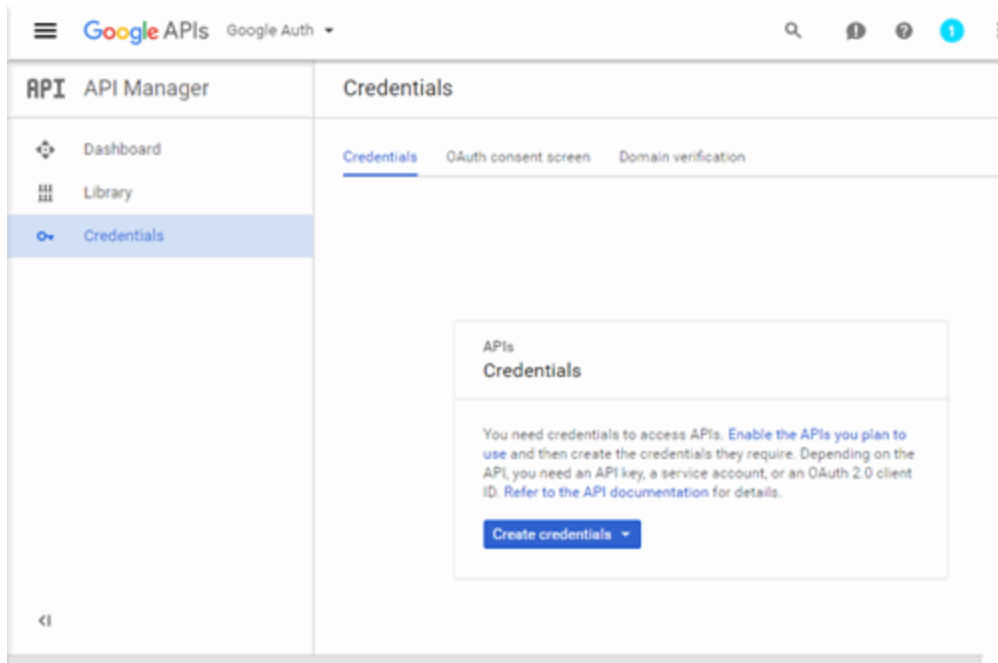 Google APIs Google Auth
1
API API Manager
Credentials
Dashboard
Library
Credentials
Credentials OAuth consent screen Domain verification
APIs
Credentials
You need credentials to access APIs. Enable the APIs you plan to
use and then create the credentials they require. Depending on the
API, you need an API key, a service account, or an OAuth 2.0 client
ID. Refer to the API documentation for details.
Create credentials